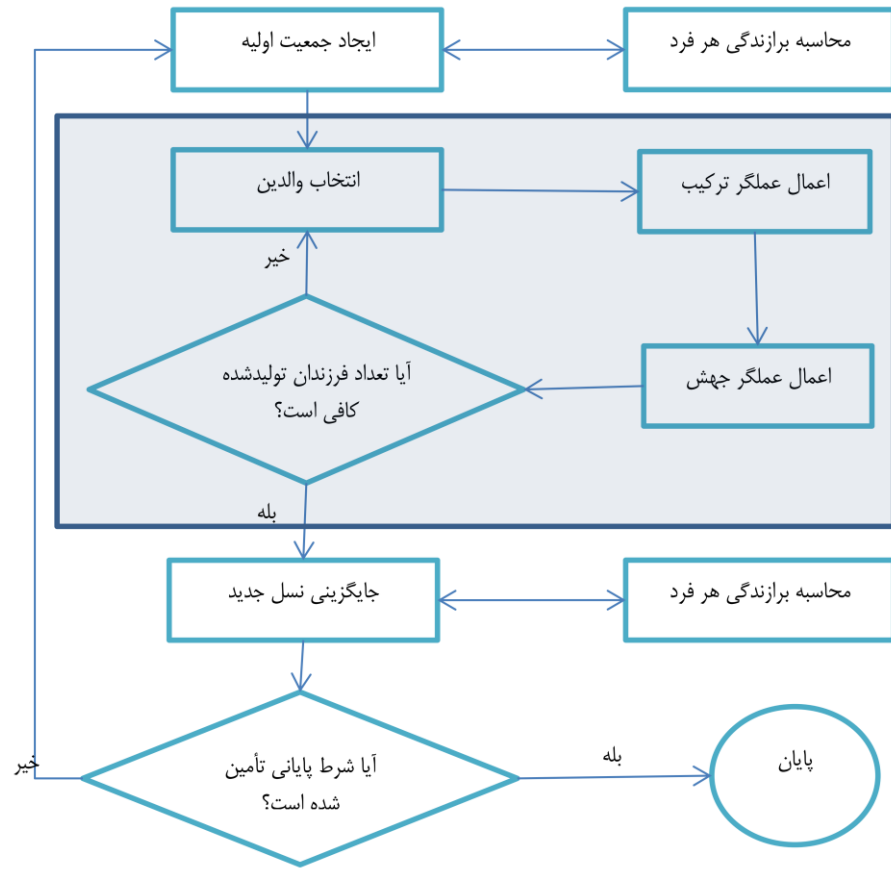 ایجاد جمعیت اولیه
محاسبه برازندگی هر فرد
انتخاب والدین
اعمال عملگر ترکیب
خیر
آیا تعداد فرزندان تولیدشده
کافی است؟
اعمال عملگر جهش
بله
جایگزینی نسل جدید
محاسبه برازندگی هر فرد
آیا شرط پایانی تأمین
شده است؟
خیر
بله
پایان